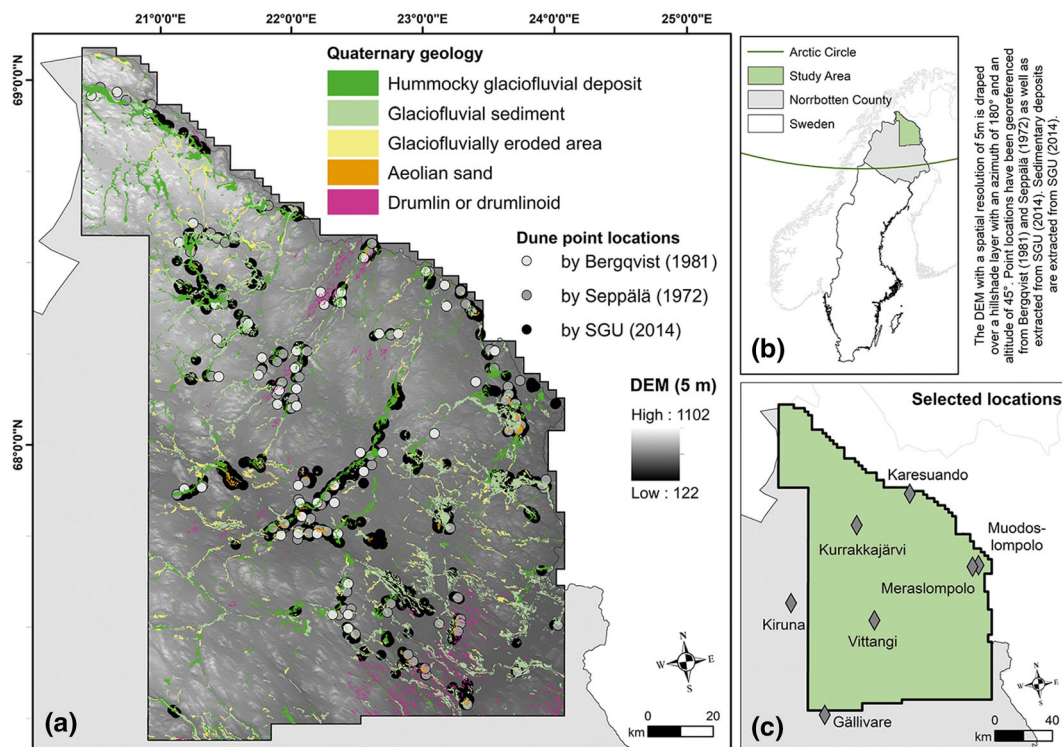 21°0'0"E
22°0'0"E
23°0'0"E
24°0'0"E
25°0'0"E
69°0'0"N
68°0'0"N
Quaternary geology
Hummocky glaciofluvial deposit
Glaciofluvial sediment
Glaciofluvially eroded area
Aeolian sand
Drumlin or drumlinoid
Dune point locations
by Bergqvist (1981)
by Seppälä (1972)
by SGU (2014)
DEM (5 m)
High : 1102
Low : 122
N
W E
S
0 20
km
(a)
Arctic Circle
Study Area
Norrbotten County
Sweden
(b)
The DEM with a spatial resolution of 5m is draped
over a hillshade layer with an azimuth of 180° and an
altitude of 45°. Point locations have been georeferenced
from Bergqvist (1981) and Seppälä (1972) as well as
extracted from SGU (2014). Sedimentary deposits
are extracted from SGU (2014).
Selected locations
Karesuando
Kurrakkajärvi
Muodos-
lompolo
Meraslompolo
Kiruna
Vittangi
Gällivare
N
W E
S
0 40
km
(c)